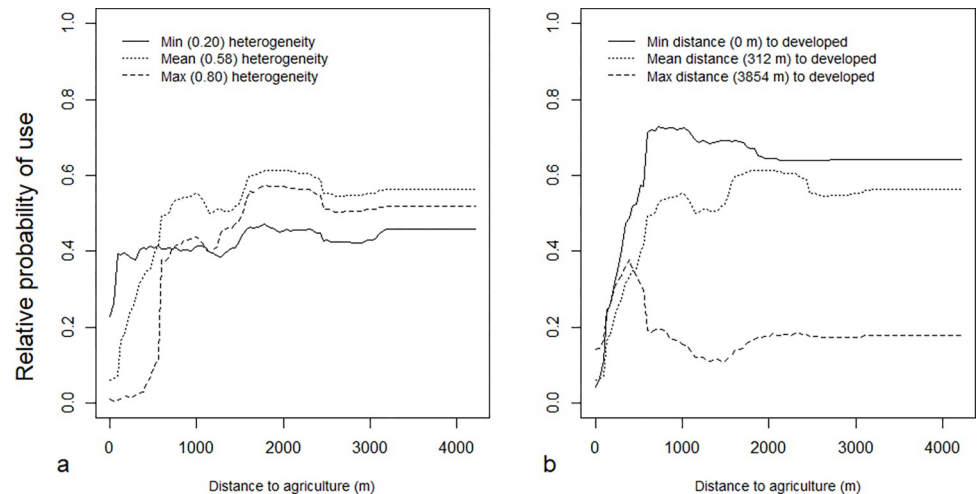 Relative probability of use
1.0
0.8
0.6
0.4
0.2
0.0
Min (0.20) heterogeneity
Mean (0.58) heterogeneity
Max (0.80) heterogeneity
0 1000 2000 3000 4000
a
Distance to agriculture (m)
1.0
0.8
0.6
0.4
0.2
0.0
Min distance (0 m) to developed
Mean distance (312 m) to developed
Max distance (3854 m) to developed
0 1000 2000 3000 4000
b
Distance to agriculture (m)